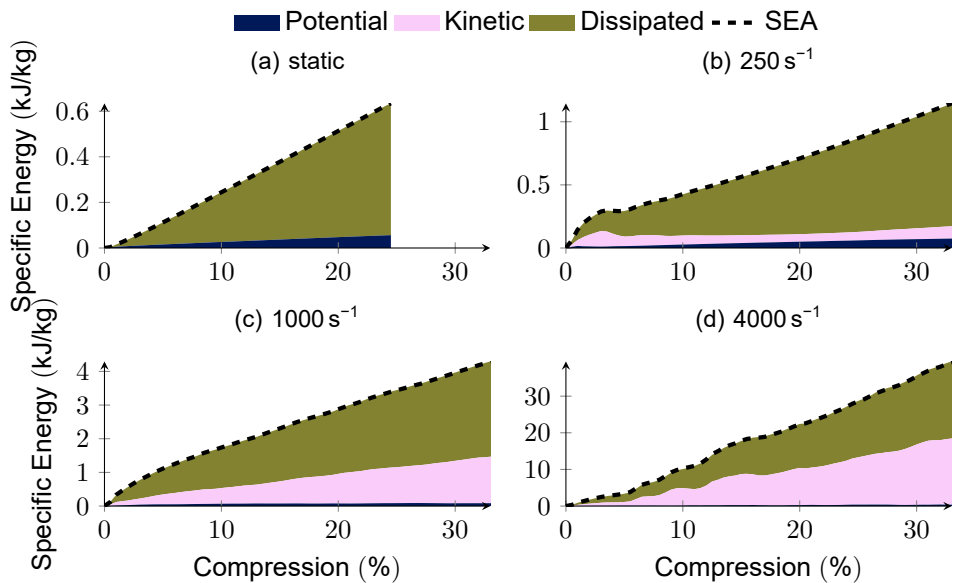 Potential Kinetic Dissipated SEA
(a) static
(b) 250 s⁻¹
Specific Energy (kJ/kg)
0.6
0.4
0.2
0
0 10 20 30
1
0.5
0
0 10 20 30
(c) 1000 s⁻¹
(d) 4000 s⁻¹
Specific Energy (kJ/kg)
4
3
2
1
0
0 10 20 30
Compression (%)
30
20
10
0
0 10 20 30
Compression (%)